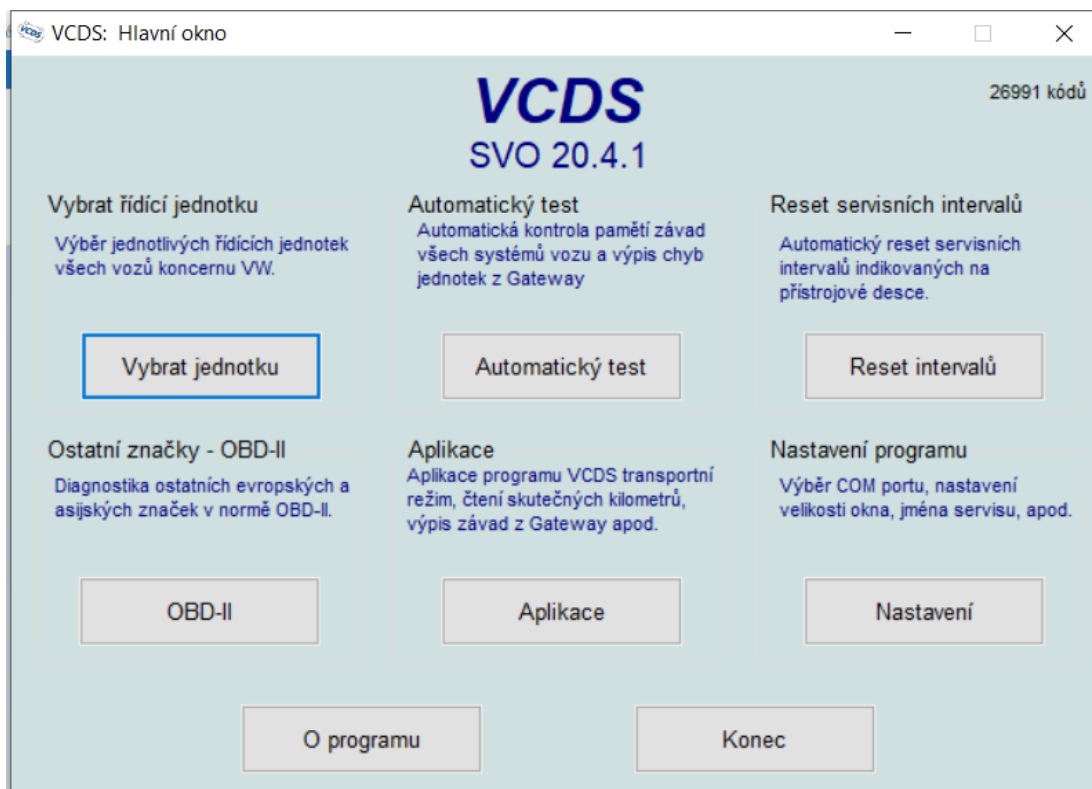 VCDS: Hlavní okno
VCDS
SVO 20.4.1
26991 kódů
Vybrat řídící jednotku
Výběr jednotlivých řídících jednotek
všech vozů koncernu VW.
Vybrat jednotku
Automatický test
Automatická kontrola pamětí závad
všech systémů vozu a výpis chyb
jednotek z Gateway
Automatický test
Reset servisních intervalů
Automatický reset servisních
intervalů indikovaných na
přístrojové desce.
Reset intervalů
Ostatní značky - OBD-II
Diagnostika ostatních evropských a
asijských značek v normě OBD-II.
OBD-II
Aplikace
Aplikace programu VCDS transportní
režim, čtení skutečných kilometrů,
výpis závad z Gateway apod.
Aplikace
Nastavení programu
Výběr COM portu, nastavení
velikosti okna, jména servisu, apod.
Nastavení
O programu
Konec